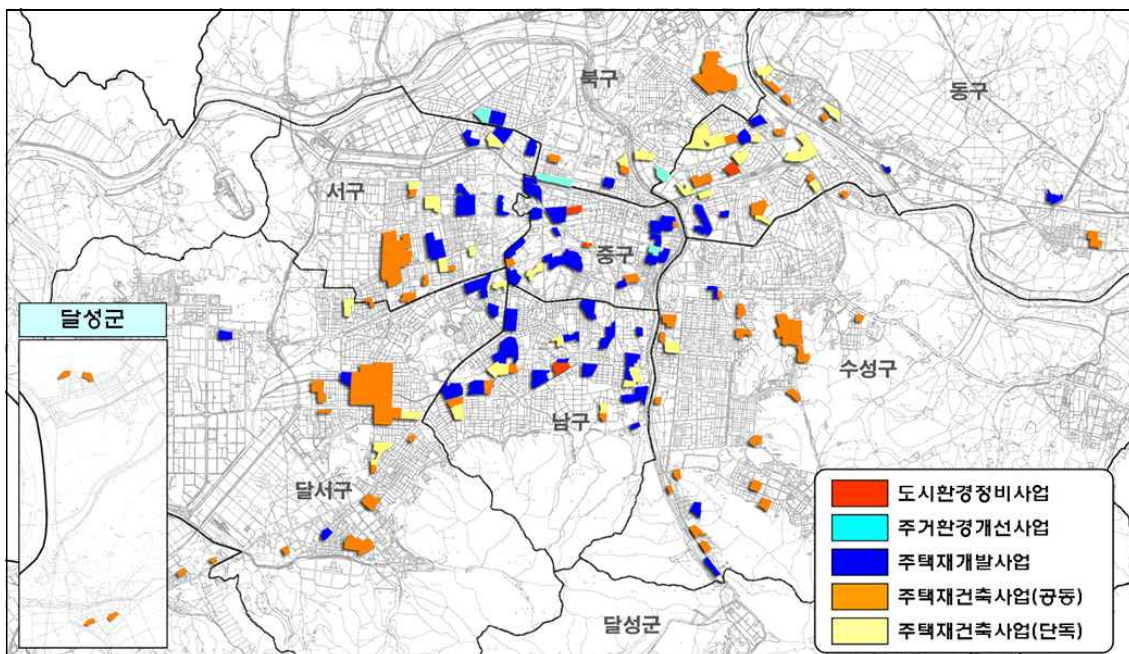 북구
동구
서구
중구
달성군
수성구
남구
달서구
달성군
도시환경정비사업
주거환경개선사업
주택재개발사업
주택재건축사업(공동)
주택재건축사업(단독)